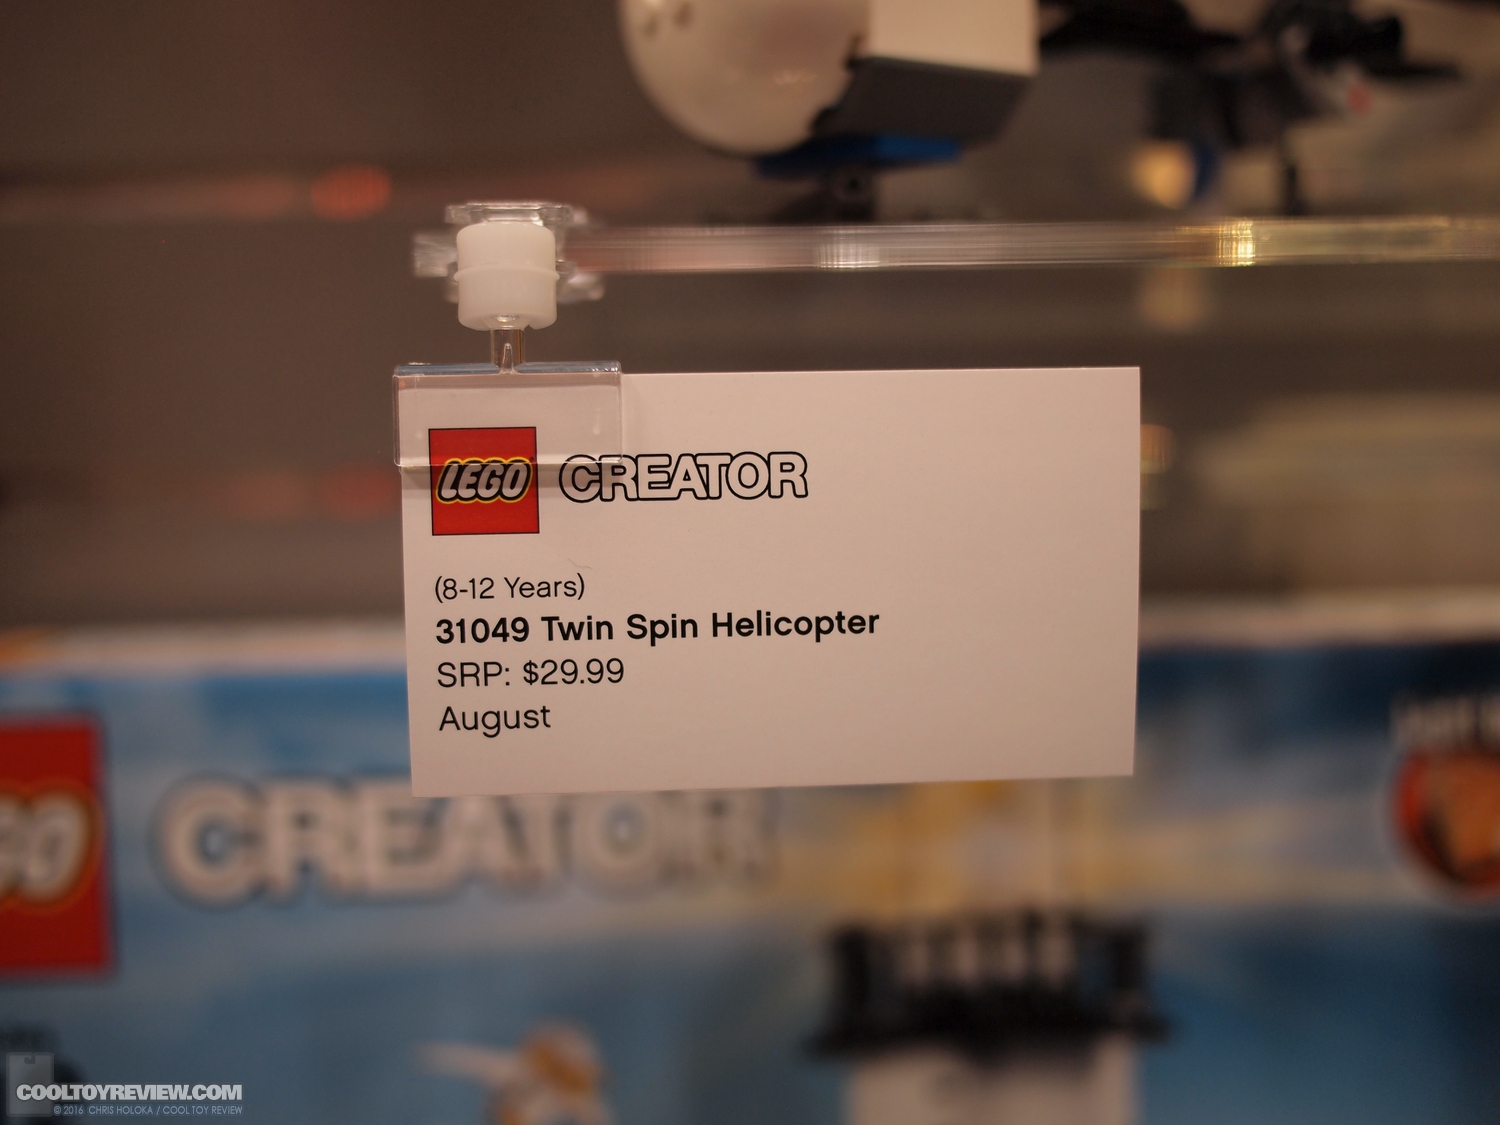 LEGO CREATOR
(8-12 Years)
31049 Twin Spin Helicopter
SRP: $29.99
August
CREATOR
COOLTOYREVIEW.COM
© 2016 CHRIS HOLOKA / COOL TOY REVIEW